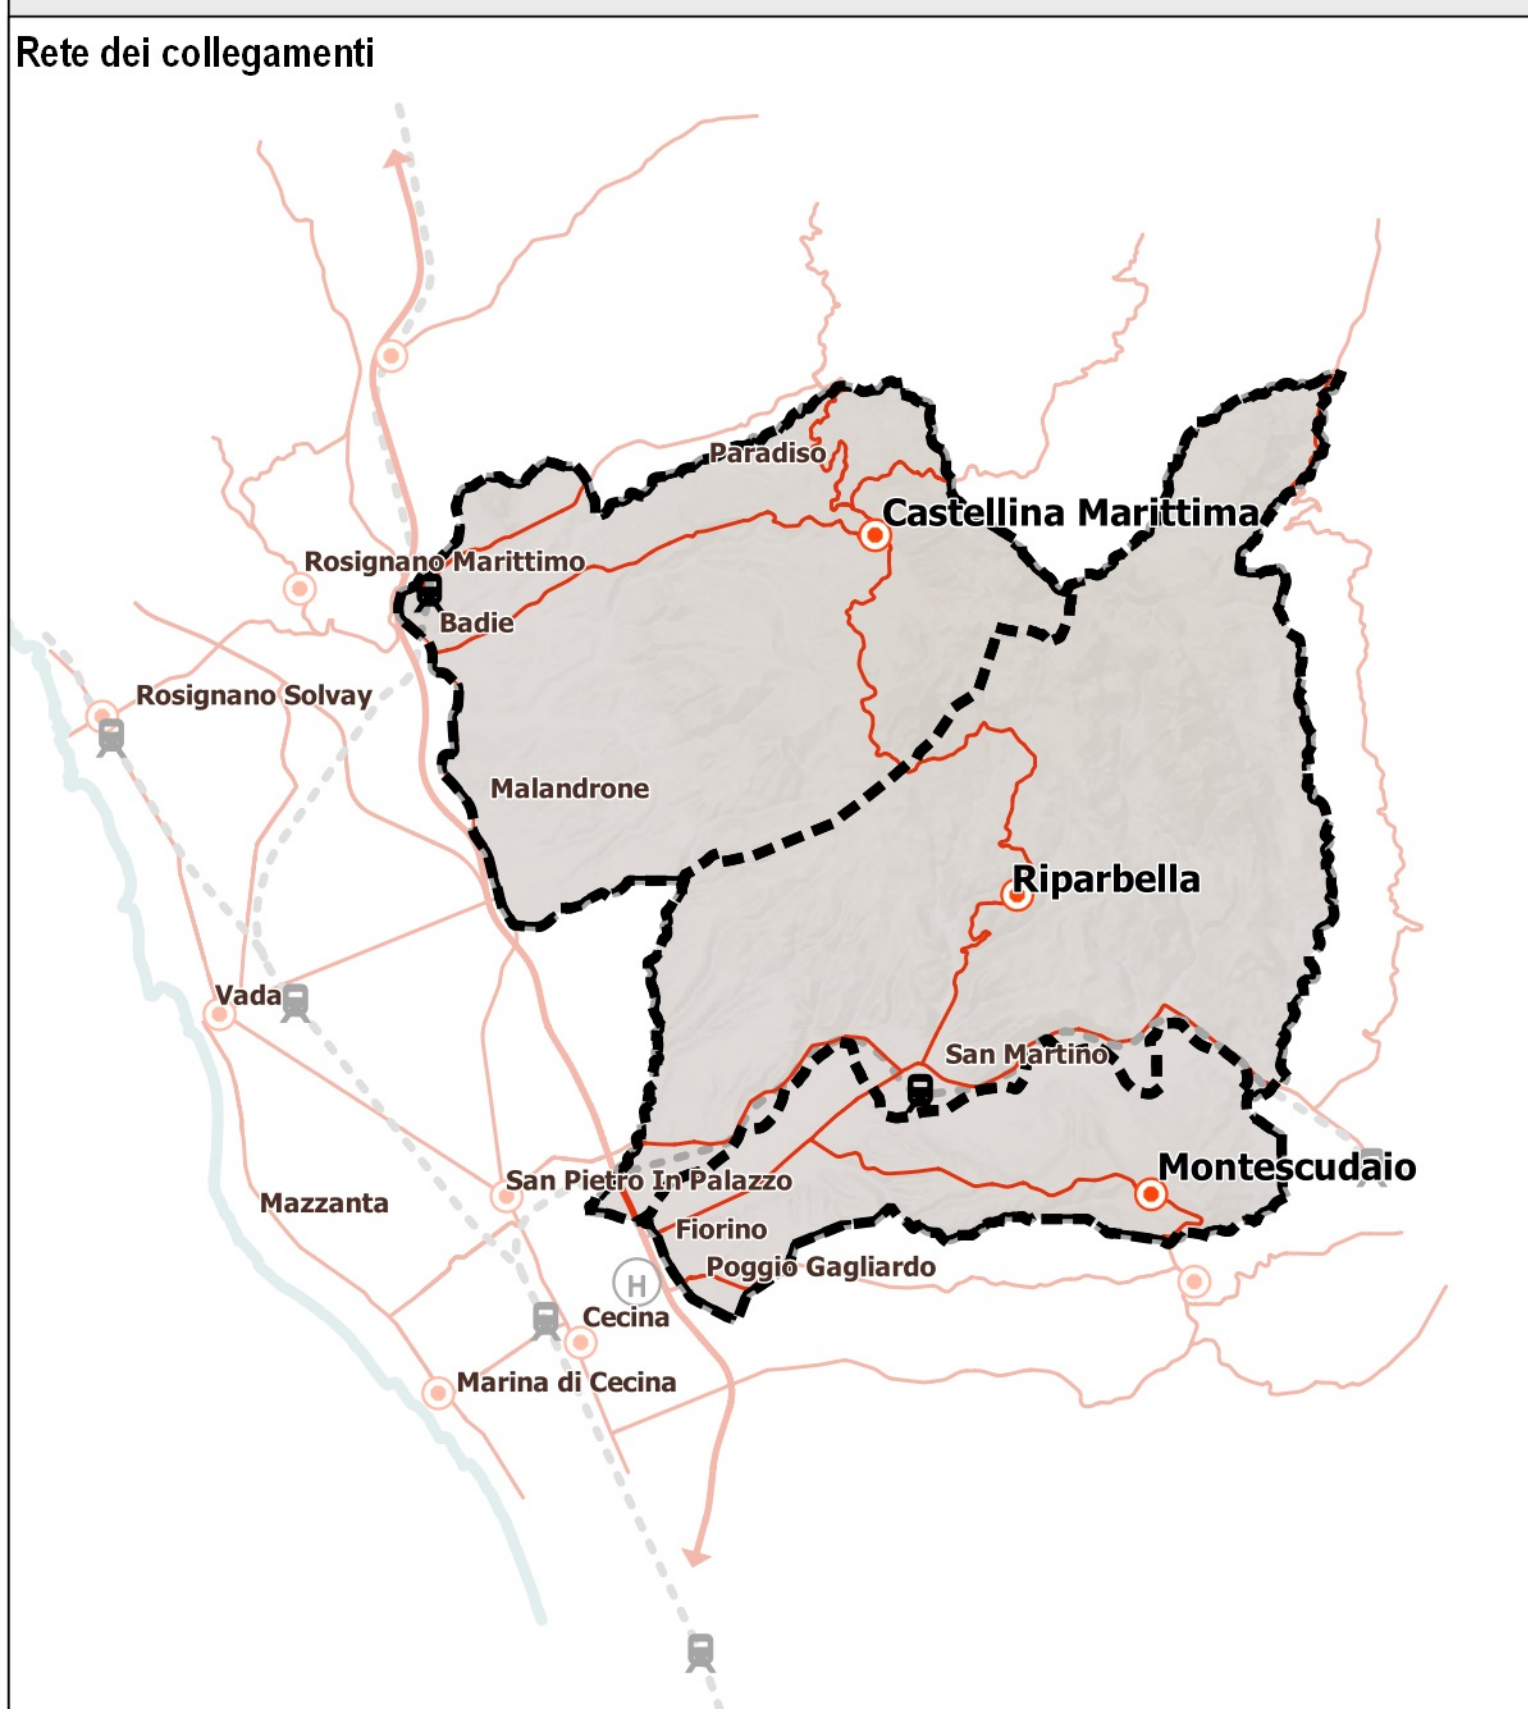 Rete dei collegamenti
Paradiso
Castellina Marittima
Rosignano Marittimo
Badie
Rosignano Solvay
Malandrone
Riparbella
Vada
San Martino
Montescudaio
San Pietro In Palazzo
Mazzanta
Fiorino
Poggio Gagliardo
H
Cecina
Marina di Cecina